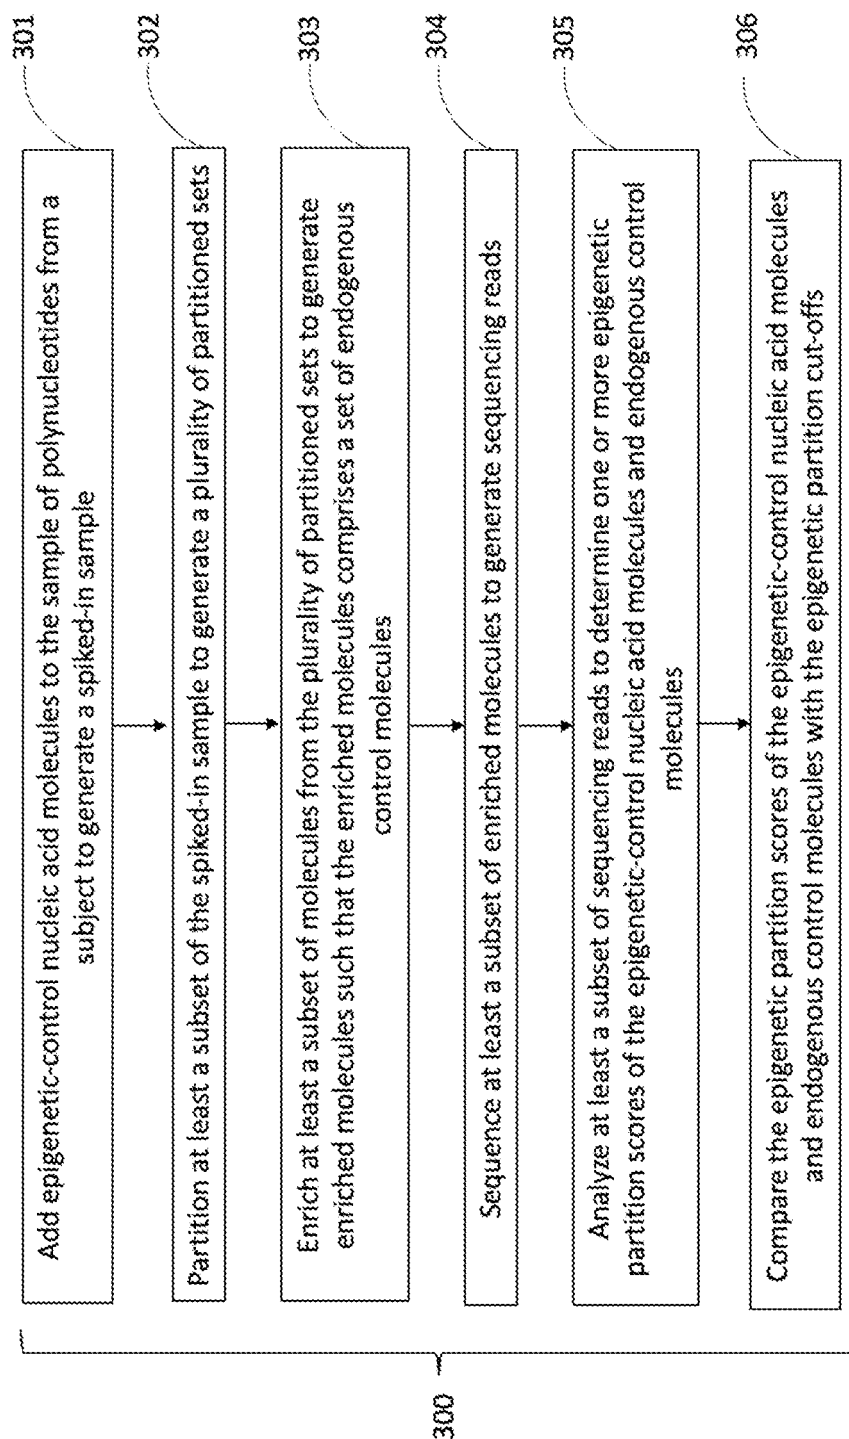 301
Add epigenetic-control nucleic acid molecules to the sample of polynucleotides from a
subject to generate a spiked-in sample
302
Partition at least a subset of the spiked-in sample to generate a plurality of partitioned sets
303
Enrich at least a subset of molecules from the plurality of partitioned sets to generate
enriched molecules such that the enriched molecules comprises a set of endogenous
control molecules
304
Sequence at least a subset of enriched molecules to generate sequencing reads
305
Analyze at least a subset of sequencing reads to determine one or more epigenetic
partition scores of the epigenetic-control nucleic acid molecules and endogenous control
molecules
306
Compare the epigenetic partition scores of the epigenetic-control nucleic acid molecules
and endogenous control molecules with the epigenetic partition cut-offs
300